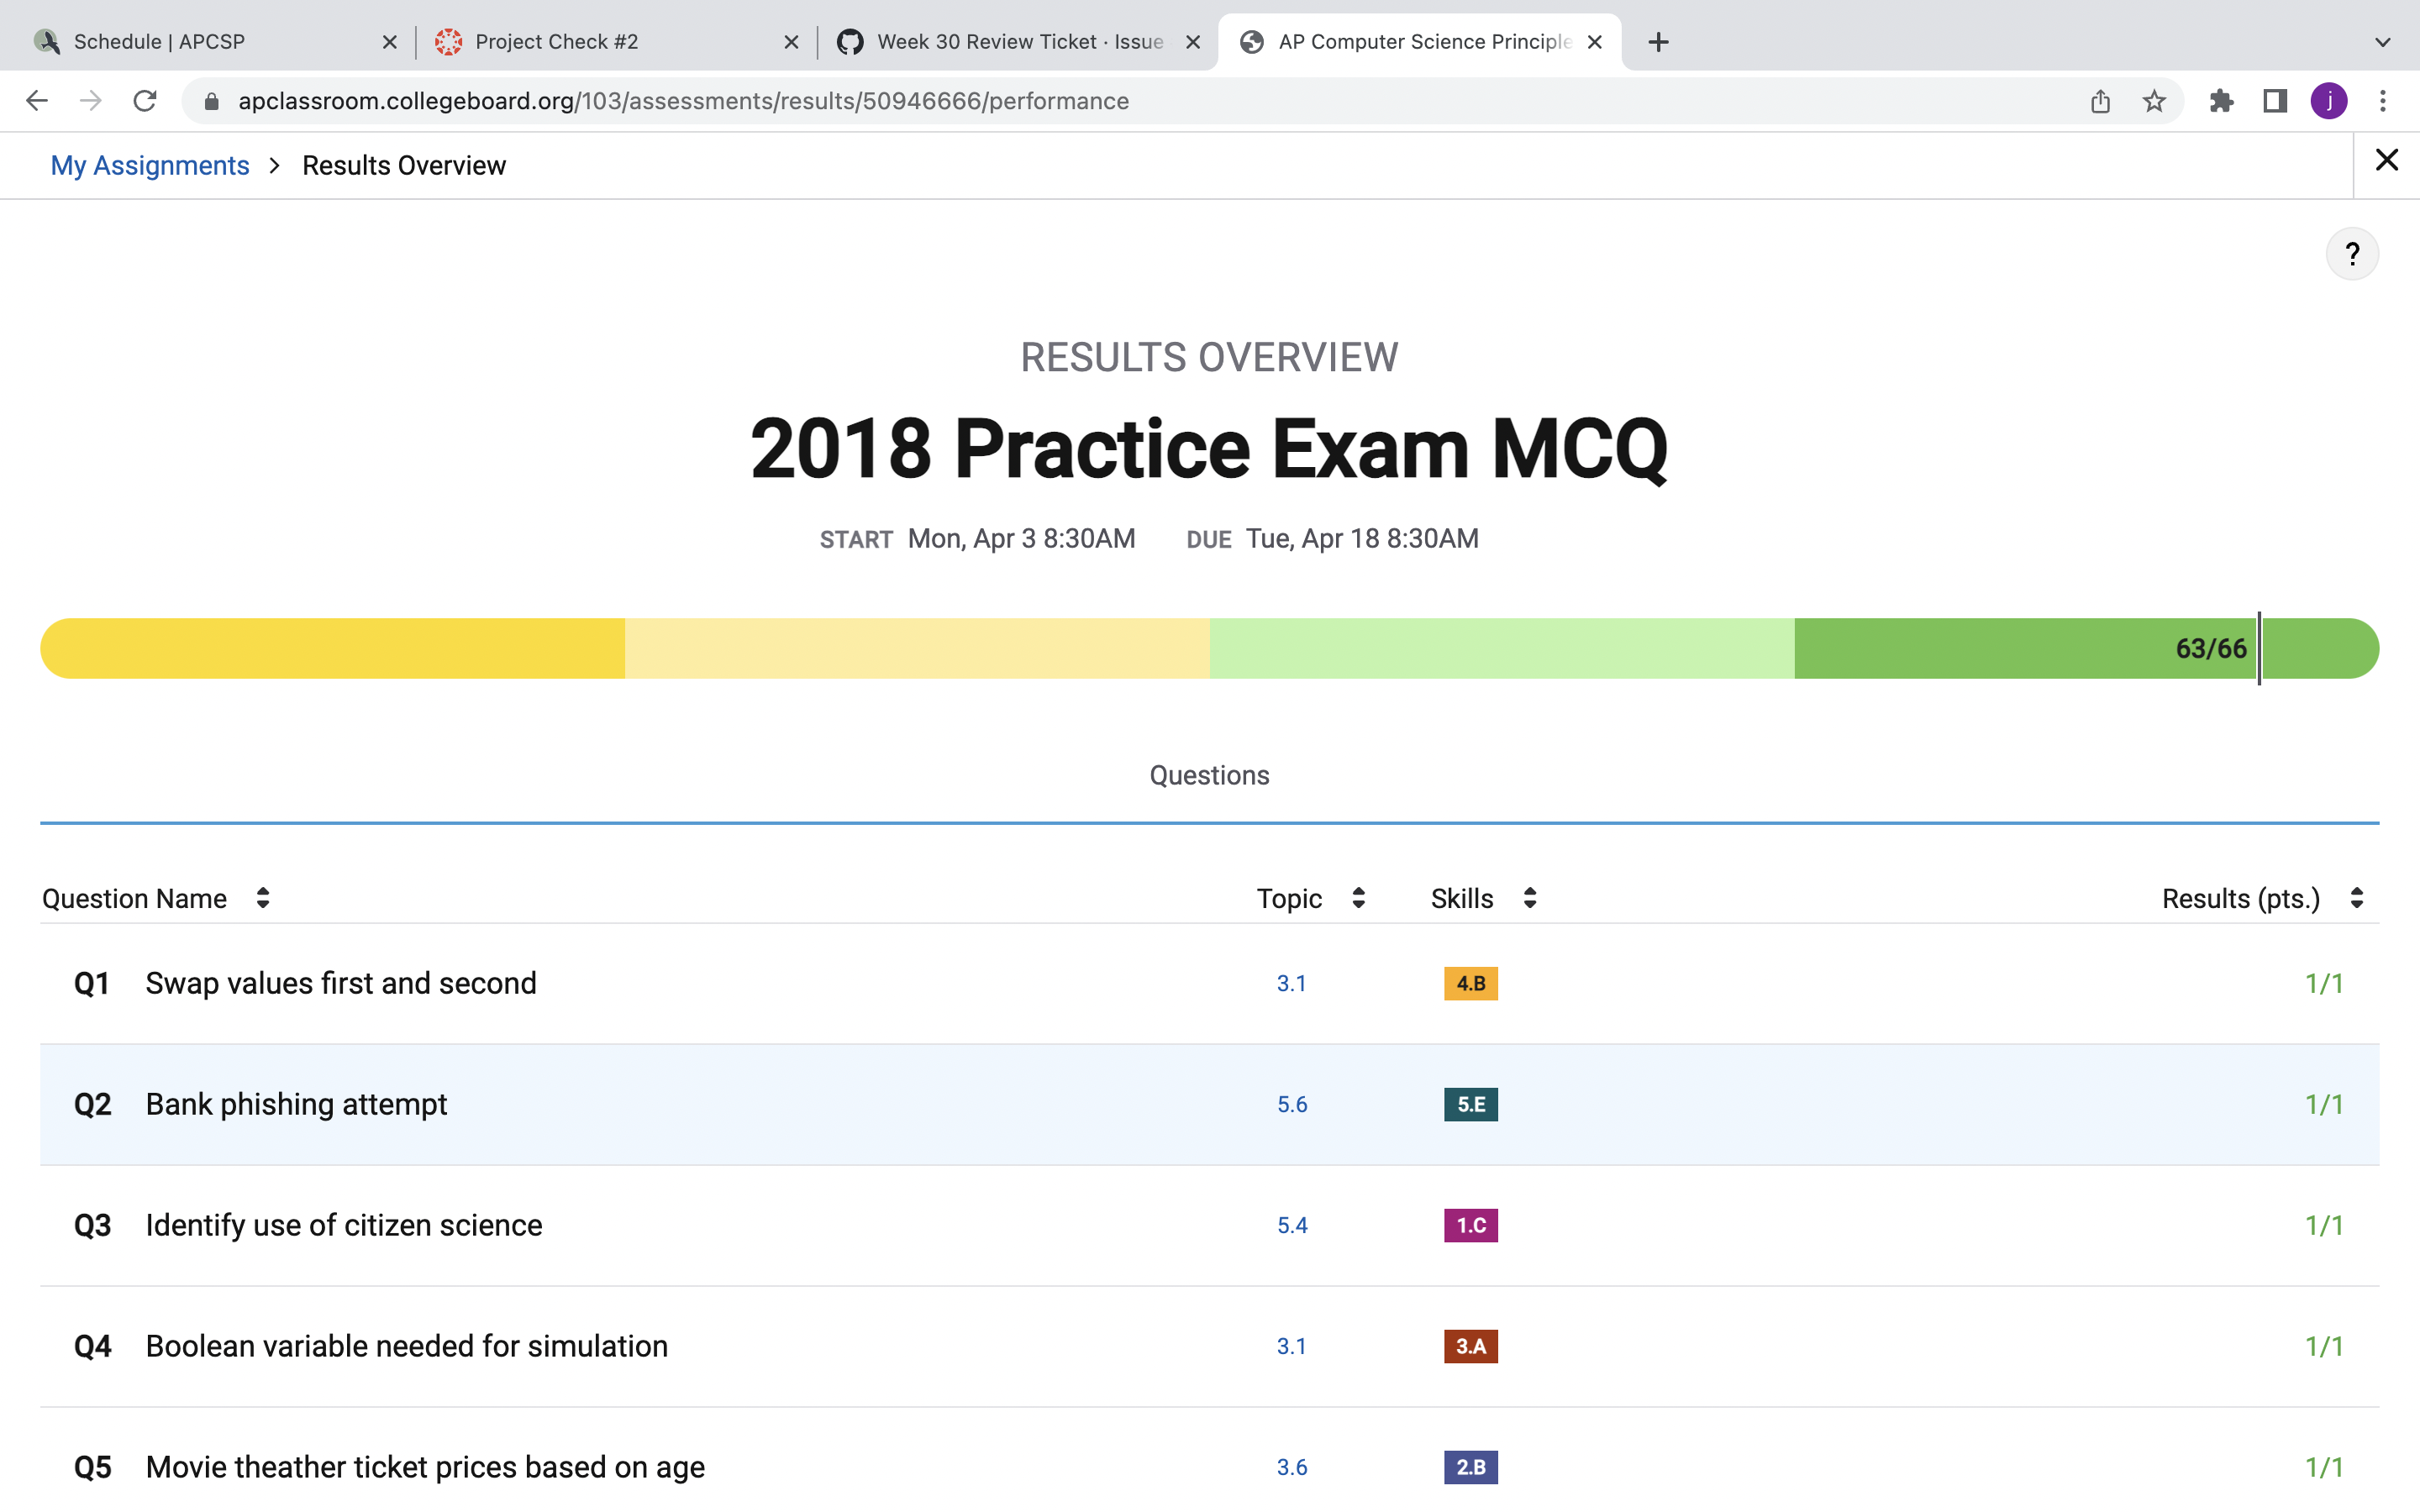 Schedule | APCSP
Project Check #2
Week 30 Review Ticket · Issue
AP Computer Science Principle
apclassroom.collegeboard.org/103/assessments/results/50946666/performance
j
My Assignments > Results Overview
?
RESULTS OVERVIEW
2018 Practice Exam MCQ
START Mon, Apr 3 8:30AM DUE Tue, Apr 18 8:30AM
63/66
Questions
Question Name Topic Skills Results (pts.)
Q1 Swap values first and second 3.1 4.B 1/1
Q2 Bank phishing attempt 5.6 5.E 1/1
Q3 Identify use of citizen science 5.4 1.C 1/1
Q4 Boolean variable needed for simulation 3.1 3.A 1/1
Q5 Movie theather ticket prices based on age 3.6 2.B 1/1